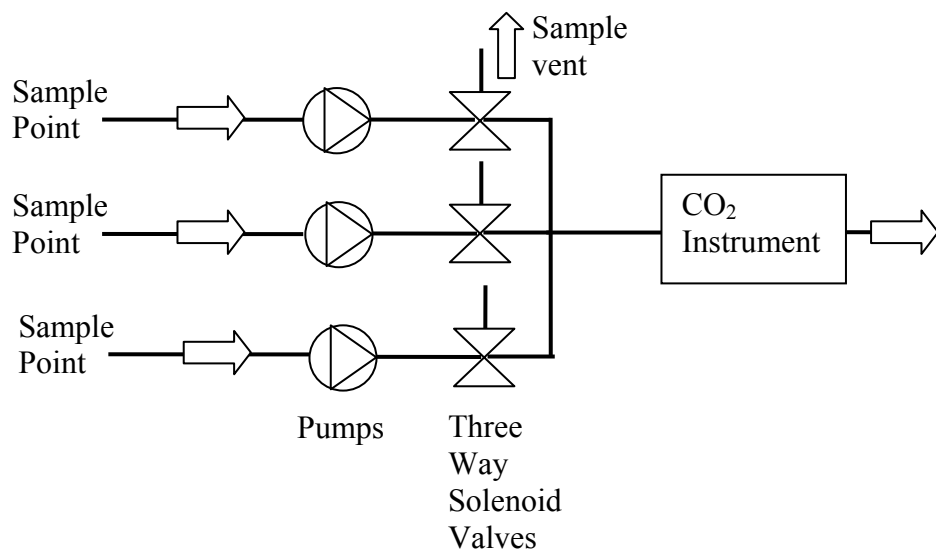 Sample
vent
Sample
Point
Sample
Point
CO₂
Instrument
Sample
Point
Pumps
Three
Way
Solenoid
Valves